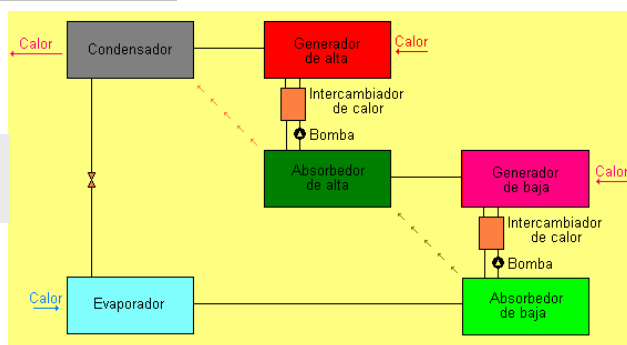 Calor
Condensador
Generador
de alta
Calor
Intercambiador
de calor
Bomba
Absorbedor
de alta
Generador
de baja
Calor
Intercambiador
de calor
Bomba
Calor
Evaporador
Absorbedor
de baja